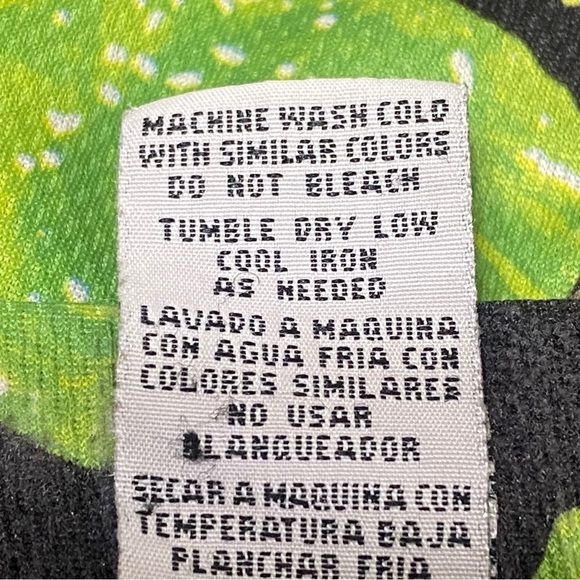 MACHINE WASH COLD
WITH SIMILAR COLORS
DO NOT BLEACH
TUMBLE DRY LOW
COOL IRON
AS NEEDED
LAVADO A MAQUINA
CON AGUA FRIA CON
COLORES SIMILARES
NO USAR
BLANQUEADOR
SECAR A MAQUINA CON
TEMPERATURA BAJA
PLANCHAR FRIA